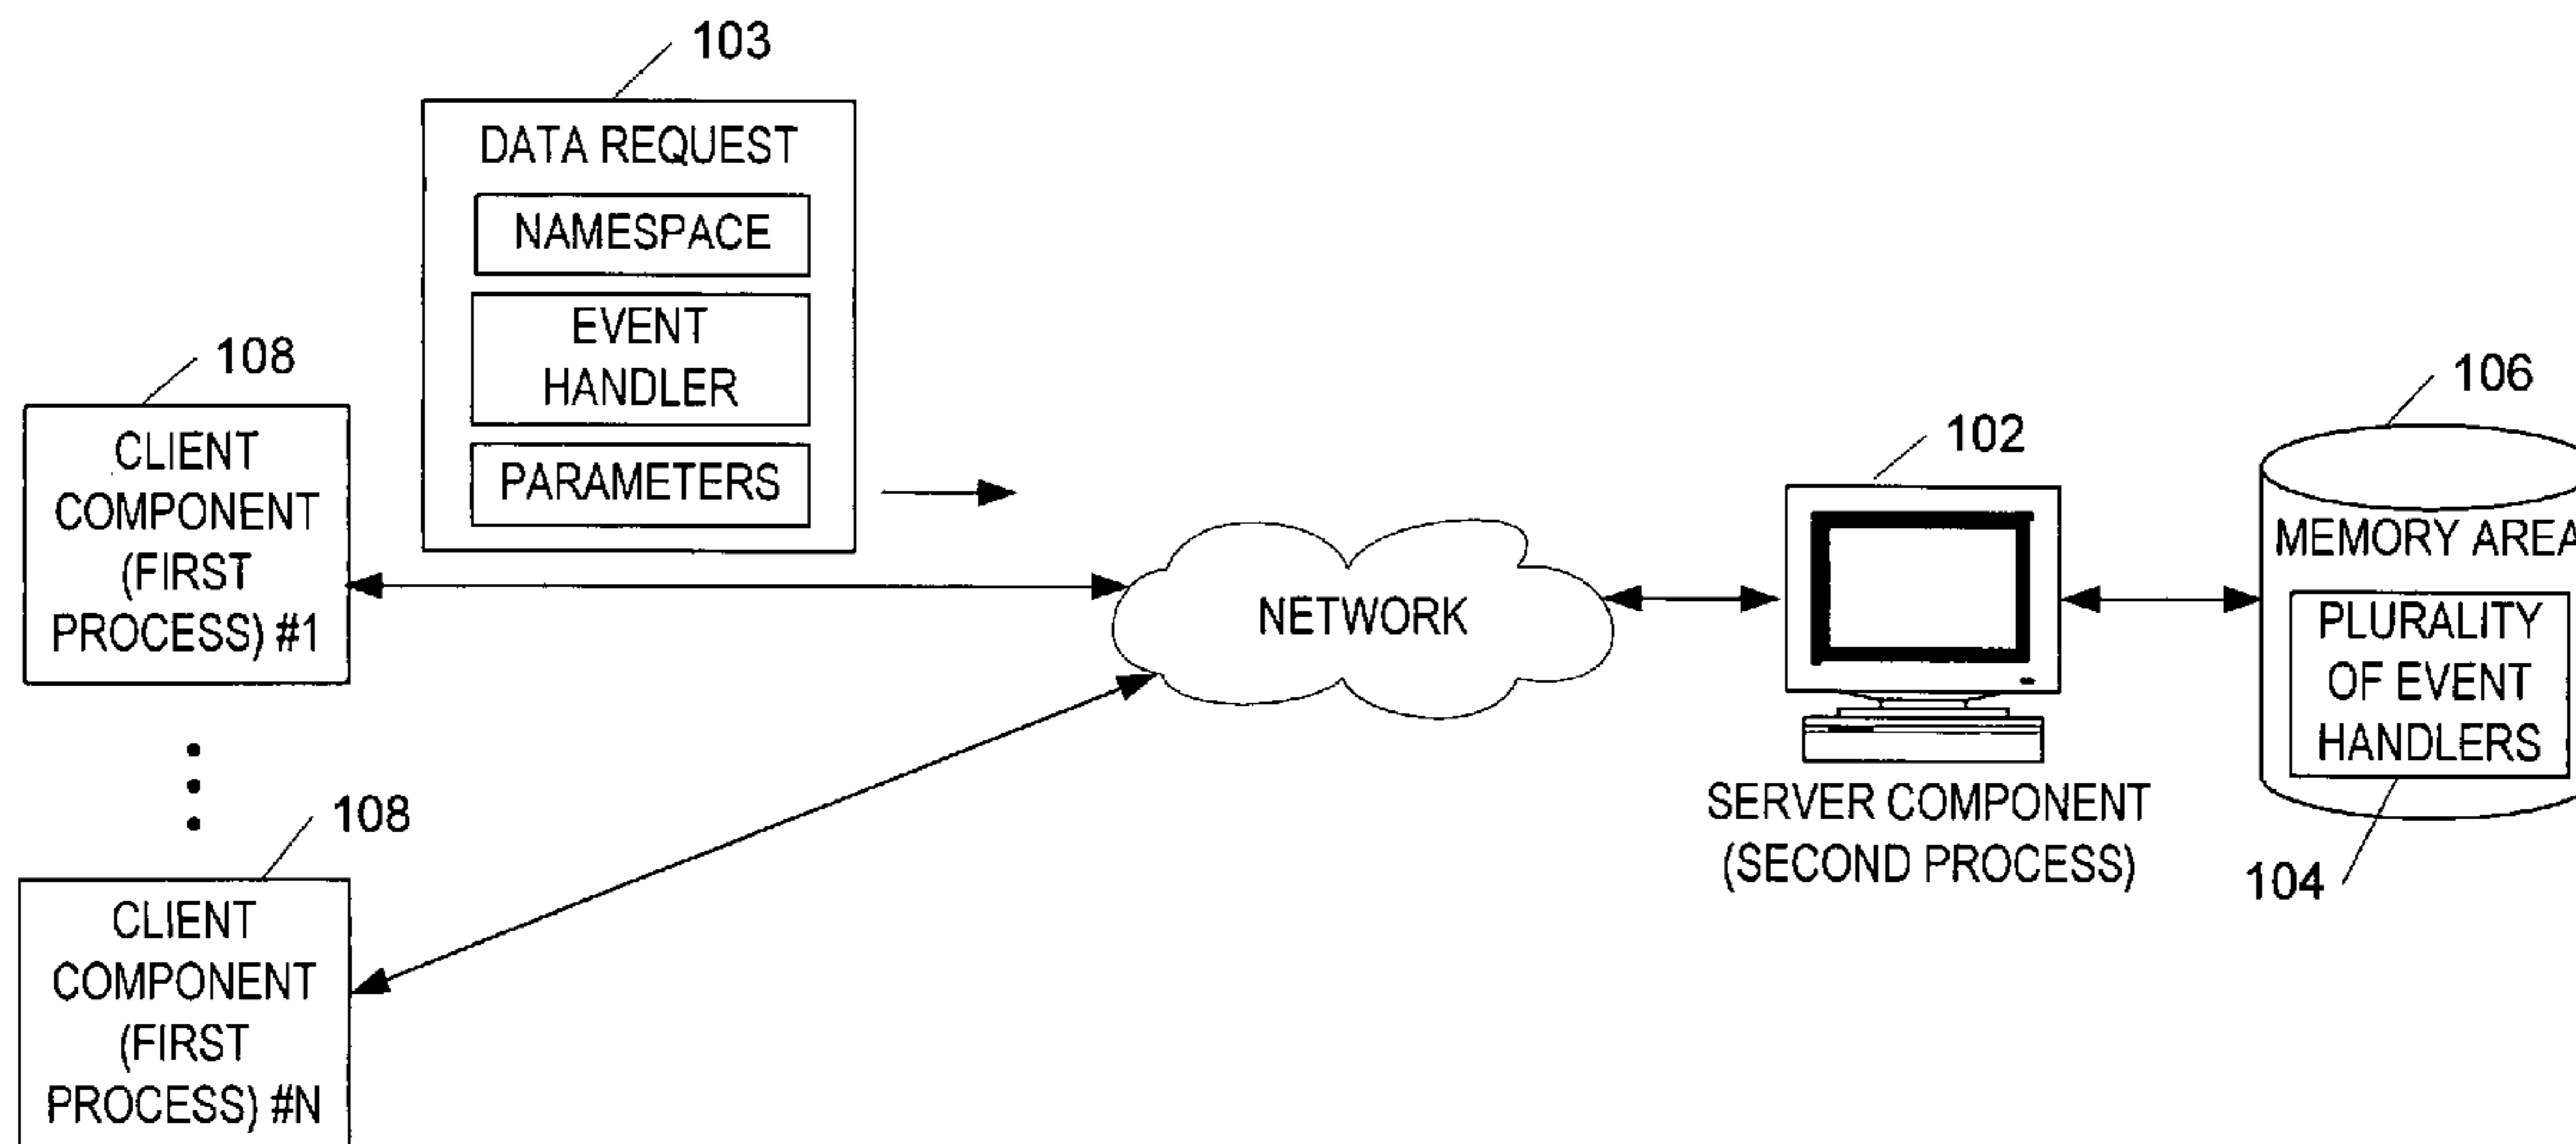 103
DATA REQUEST
NAMESPACE
EVENT
HANDLER
PARAMETERS
108
CLIENT
COMPONENT
(FIRST
PROCESS) #1
108
CLIENT
COMPONENT
(FIRST
PROCESS) #N
NETWORK
102
SERVER COMPONENT
(SECOND PROCESS)
106
MEMORY AREA
PLURALITY
OF EVENT
HANDLERS
104